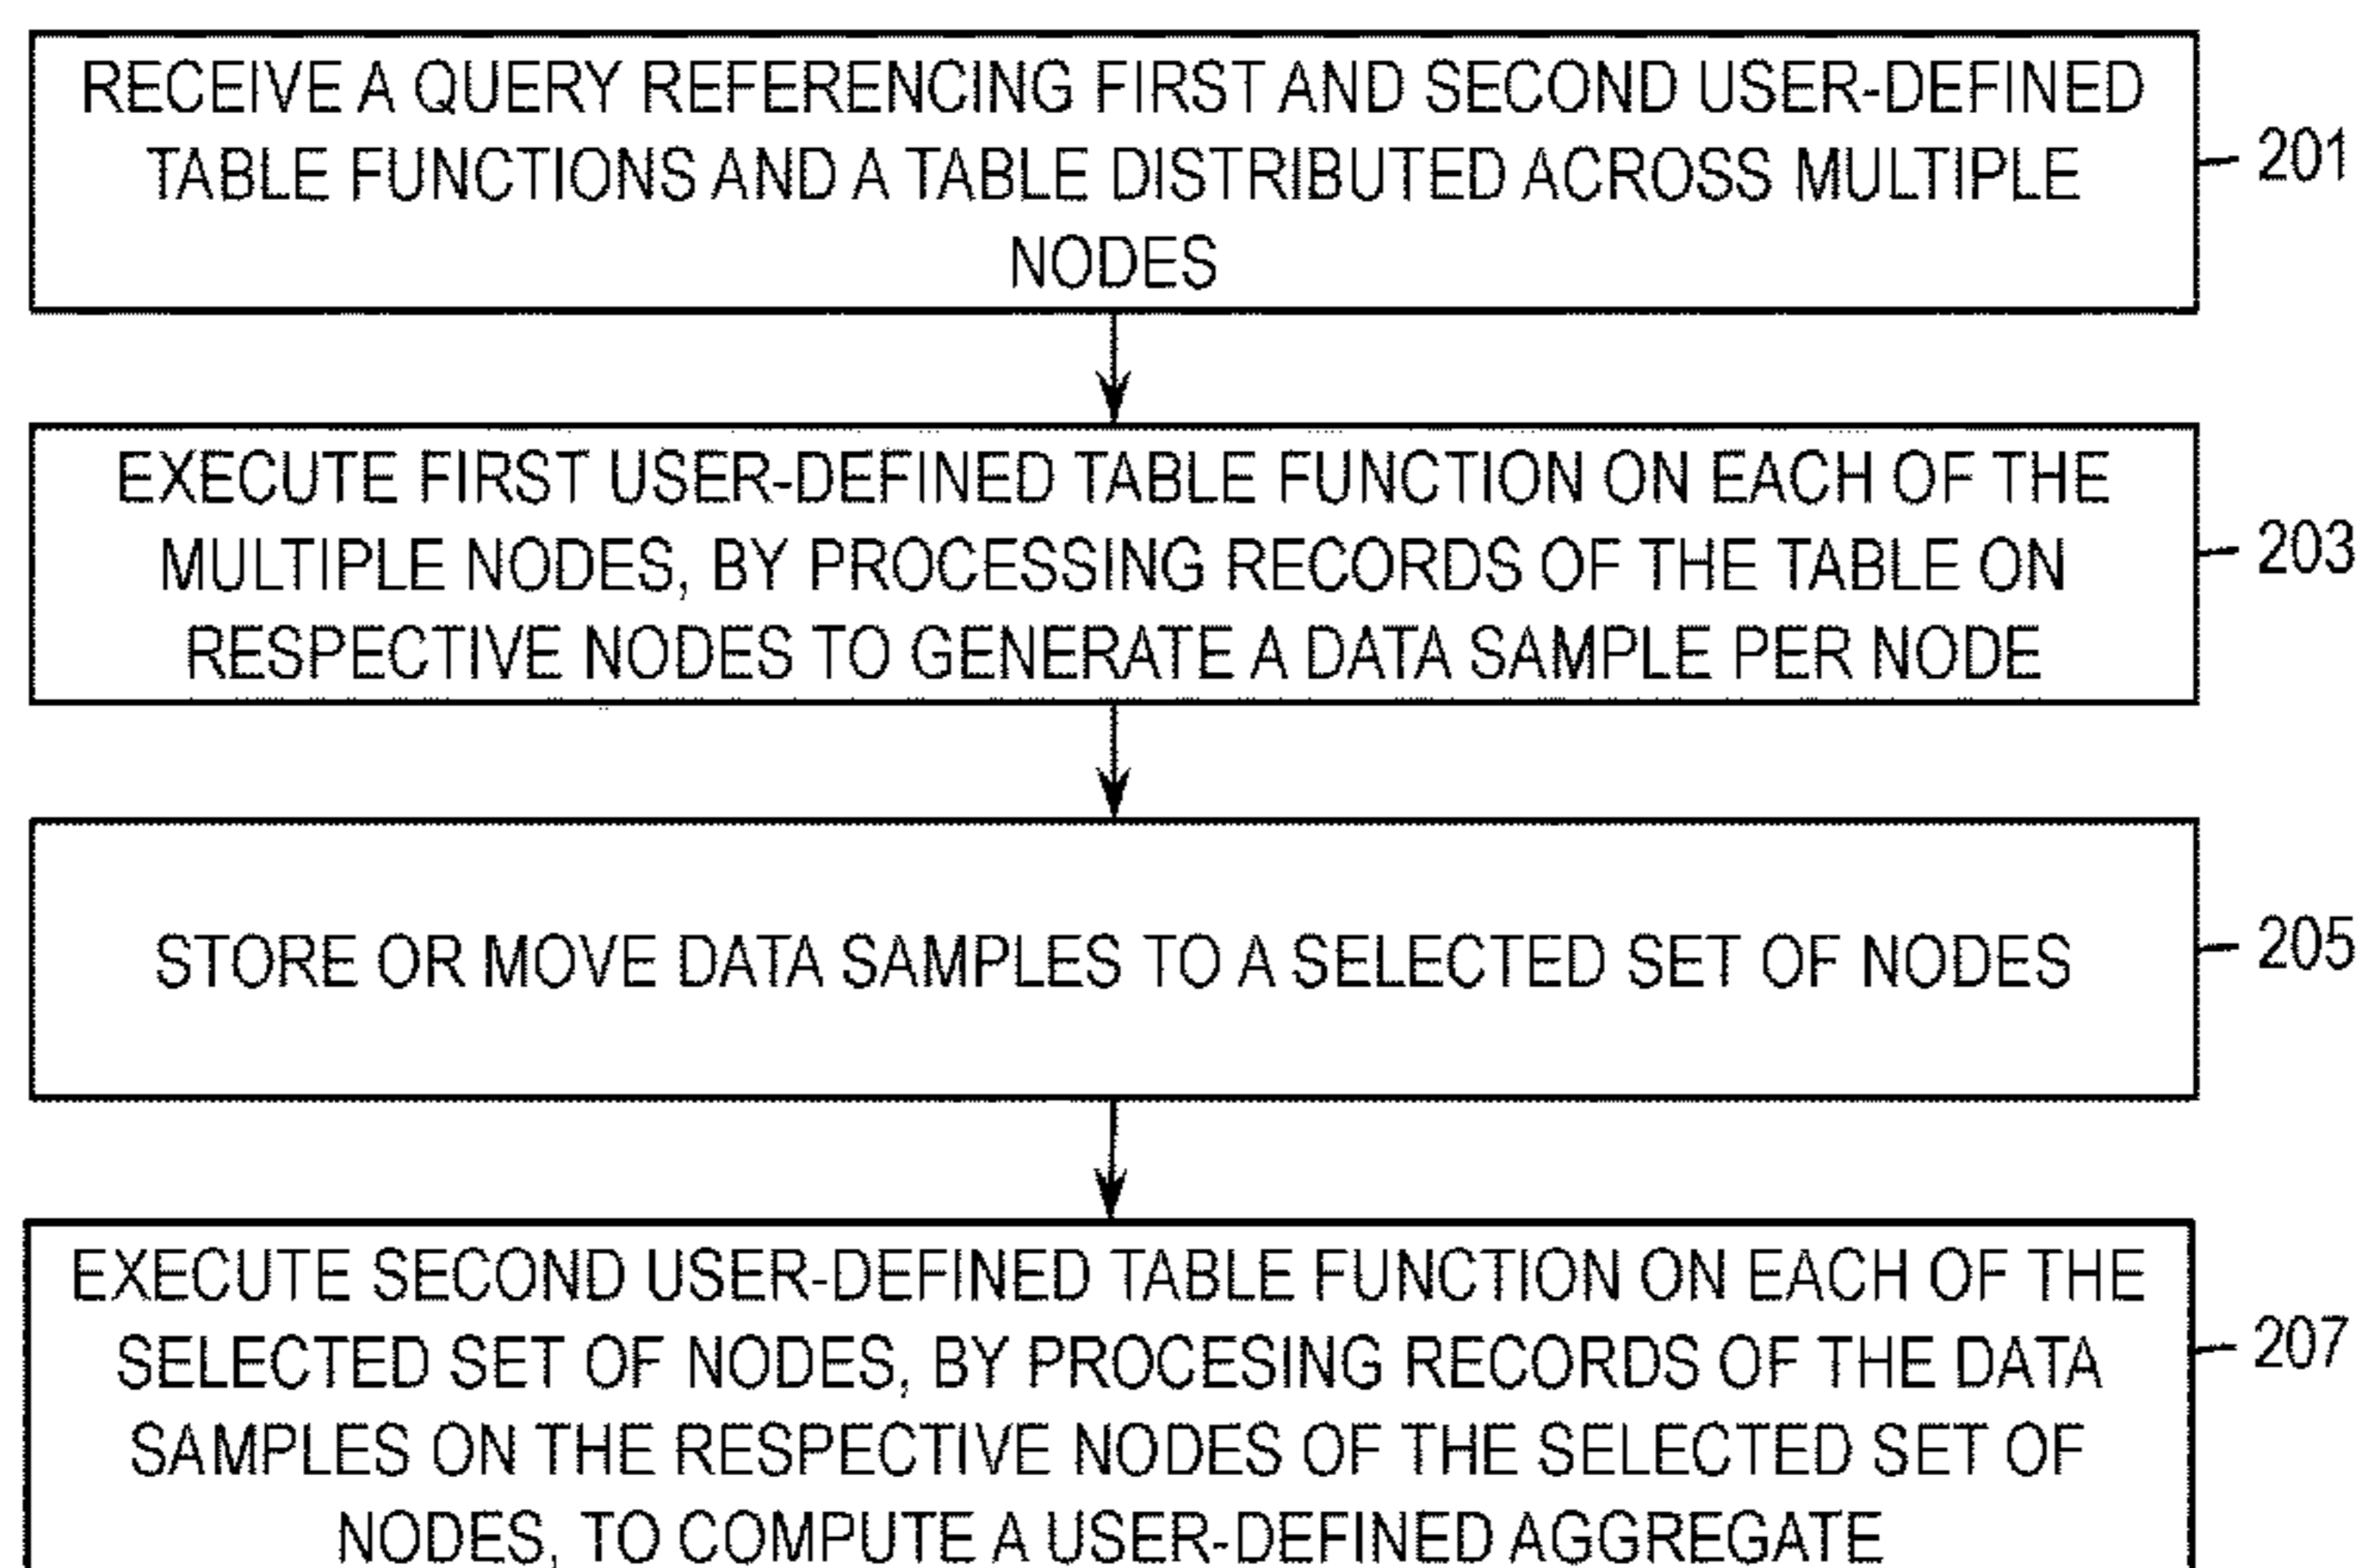 RECEIVE A QUERY REFERENCING FIRST AND SECOND USER-DEFINED
TABLE FUNCTIONS AND A TABLE DISTRIBUTED ACROSS MULTIPLE
NODES
201
EXECUTE FIRST USER-DEFINED TABLE FUNCTION ON EACH OF THE
MULTIPLE NODES, BY PROCESSING RECORDS OF THE TABLE ON
RESPECTIVE NODES TO GENERATE A DATA SAMPLE PER NODE
203
STORE OR MOVE DATA SAMPLES TO A SELECTED SET OF NODES
205
EXECUTE SECOND USER-DEFINED TABLE FUNCTION ON EACH OF THE
SELECTED SET OF NODES, BY PROCESING RECORDS OF THE DATA
SAMPLES ON THE RESPECTIVE NODES OF THE SELECTED SET OF
NODES, TO COMPUTE A USER-DEFINED AGGREGATE
207